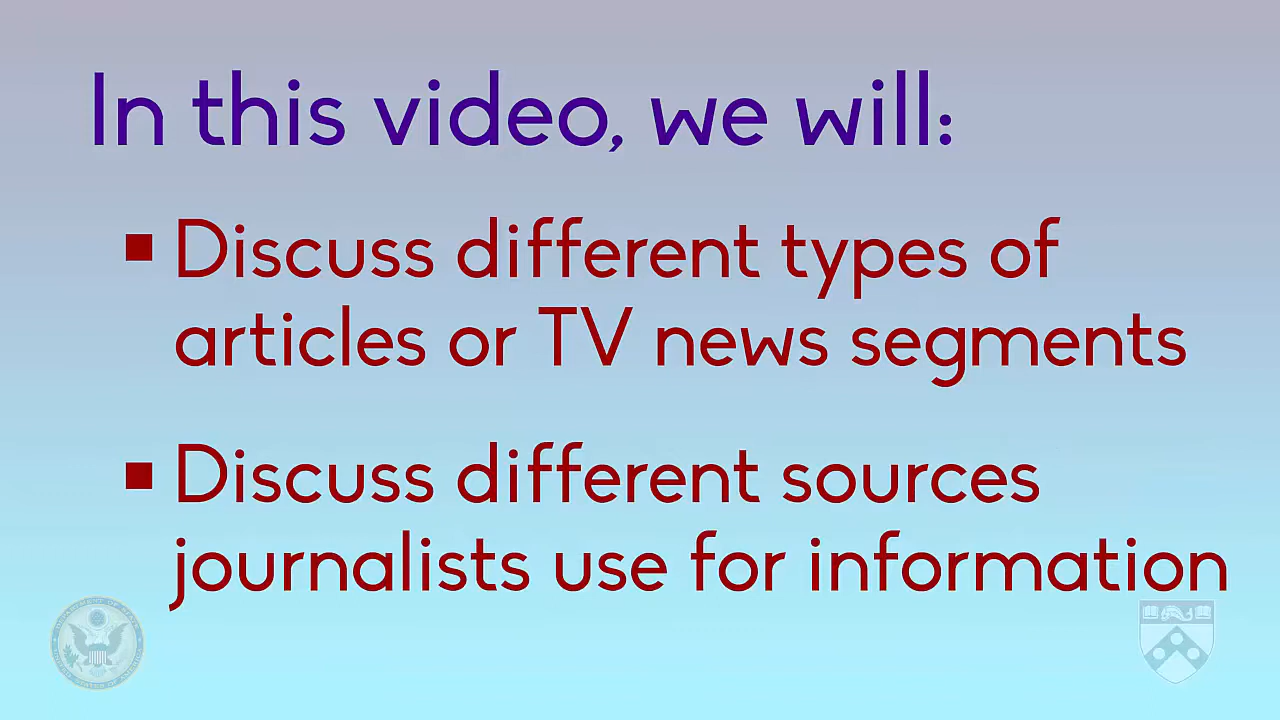 In this video, we will:
▪ Discuss different types of
articles or TV news segments
▪ Discuss different sources
journalists use for information